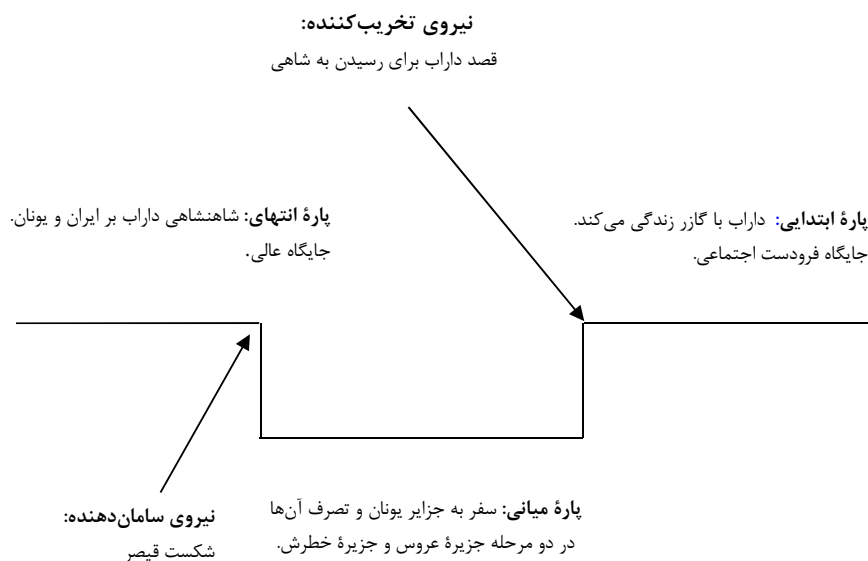 نیروی تخریب‌کننده:
قصد داراب برای رسیدن به شاهی
پارهٔ ابتدایی: داراب با گازر زندگی می‌کند.
جایگاه فرودست اجتماعی.
پارهٔ انتهای: شاهنشاهی داراب بر ایران و یونان.
جایگاه عالی.
پارهٔ میانی: سفر به جزایر یونان و تصرف آن‌ها
در دو مرحله جزیرهٔ عروس و جزیرهٔ خطرش.
نیروی سامان‌دهنده:
شکست قیصر